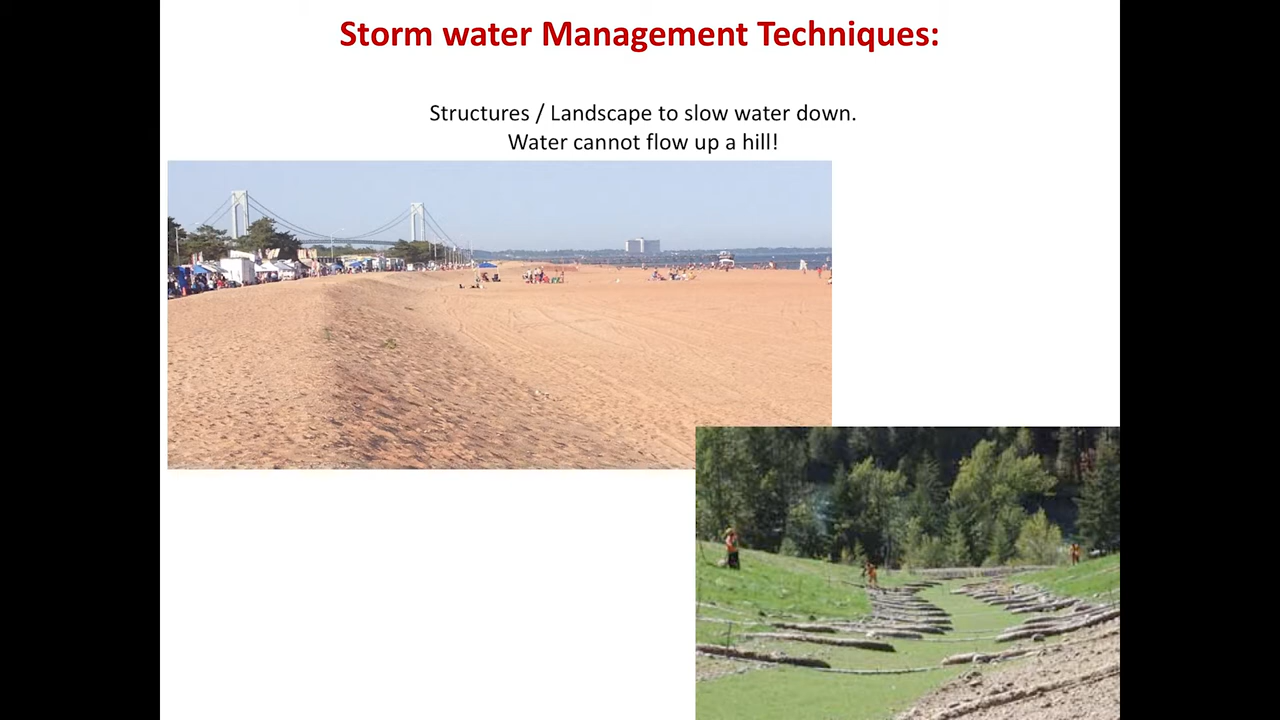 Storm water Management Techniques:
Structures / Landscape to slow water down.
Water cannot flow up a hill!